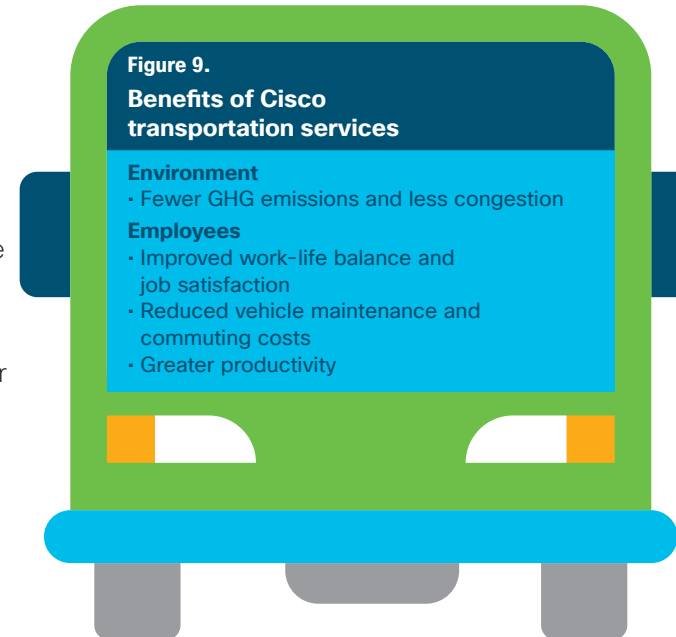 Figure 9.
Benefits of Cisco
transportation services
Environment
· Fewer GHG emissions and less congestion
Employees
· Improved work-life balance and
job satisfaction
· Reduced vehicle maintenance and
commuting costs
· Greater productivity